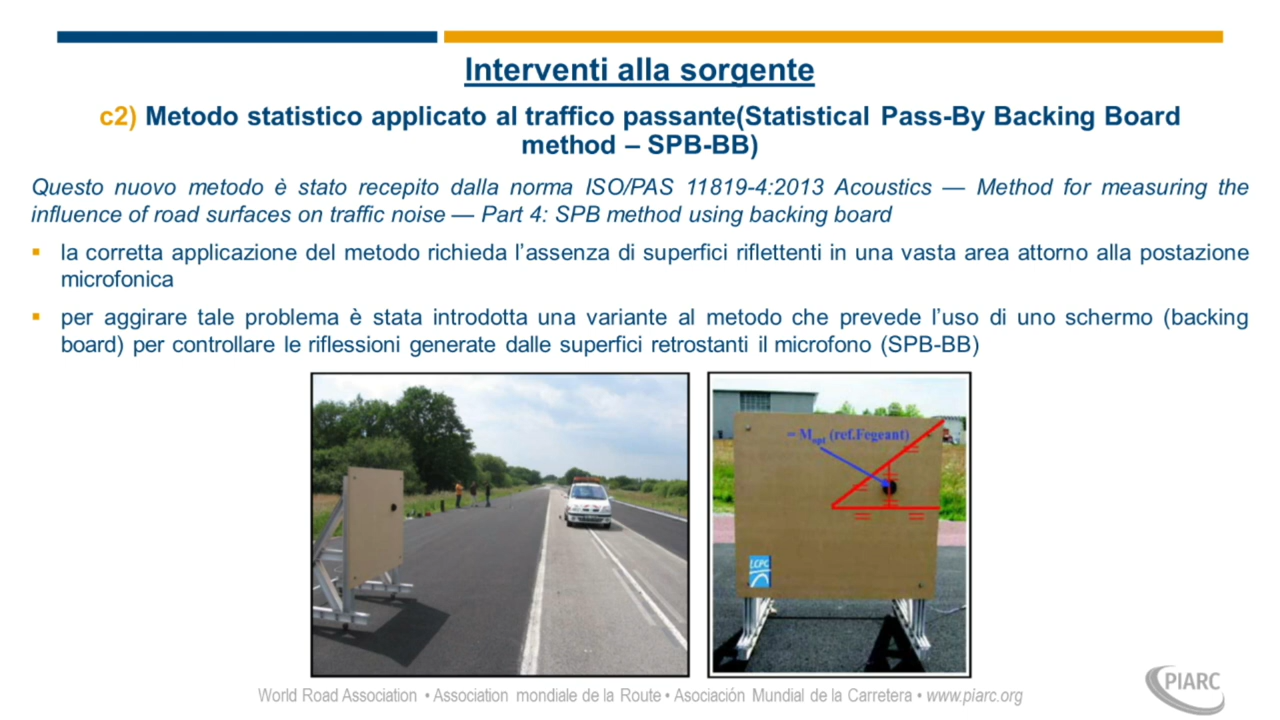 Interventi alla sorgente
c2) Metodo statistico applicato al traffico passante(Statistical Pass-By Backing Board
method – SPB-BB)
Questo nuovo metodo è stato recepito dalla norma ISO/PAS 11819-4:2013 Acoustics — Method for measuring the
influence of road surfaces on traffic noise — Part 4: SPB method using backing board
▪ la corretta applicazione del metodo richieda l’assenza di superfici riflettenti in una vasta area attorno alla postazione
microfonica
▪ per aggirare tale problema è stata introdotta una variante al metodo che prevede l’uso di uno schermo (backing
board) per controllare le riflessioni generate dalle superfici retrostanti il microfono (SPB-BB)
= Mopt (ref.Fegeant)
LCPC
World Road Association • Association mondiale de la Route • Asociación Mundial de la Carretera • www.piarc.org
PIARC